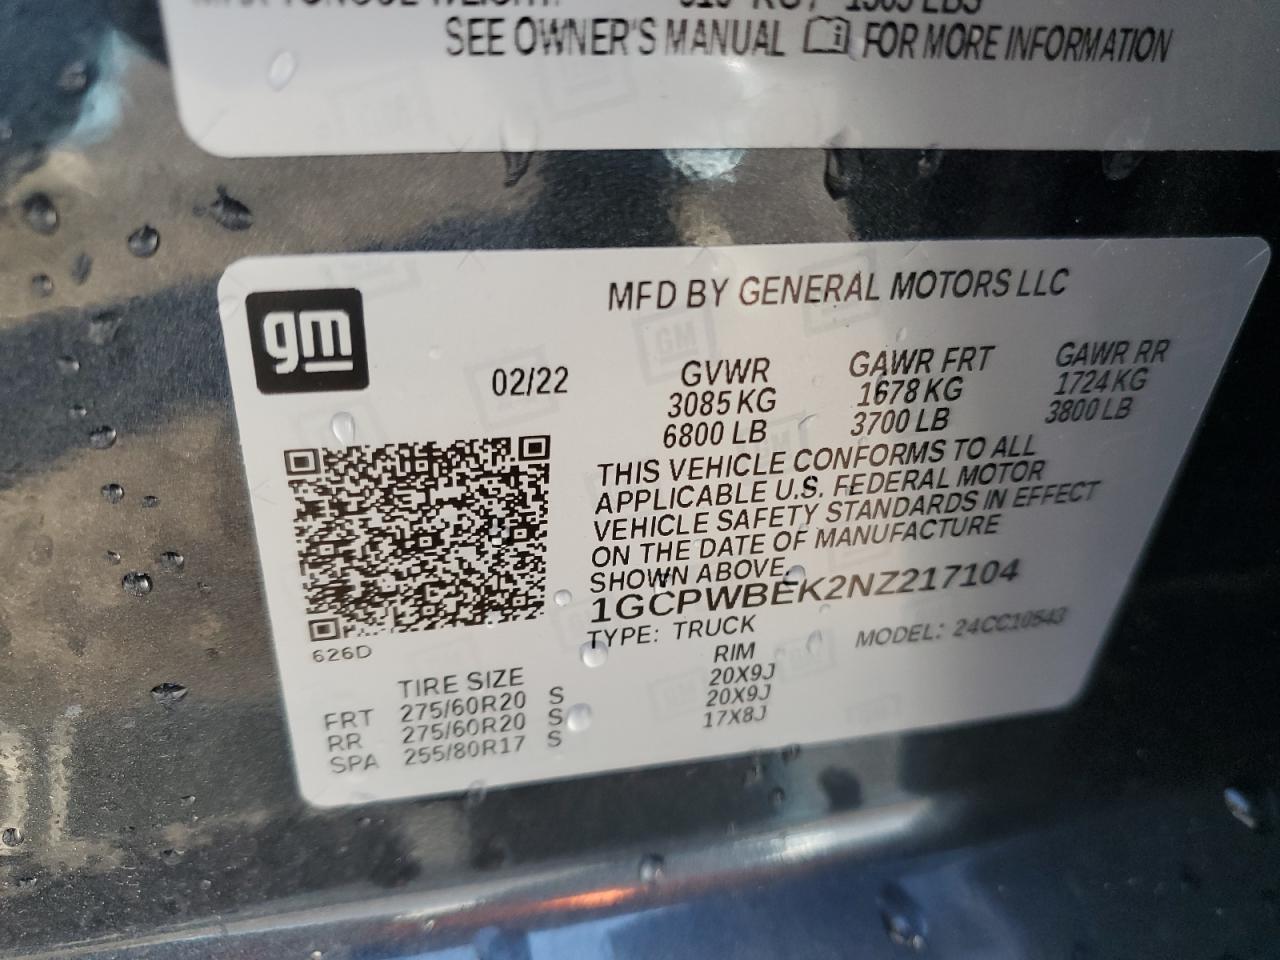 SEE OWNER'S MANUAL FOR MORE INFORMATION
gm
MFD BY GENERAL MOTORS LLC
02/22
GVWR GAWR FRT GAWR RR
3085 KG 1678 KG 1724 KG
6800 LB 3700 LB 3800 LB
THIS VEHICLE CONFORMS TO ALL
APPLICABLE U.S. FEDERAL MOTOR
VEHICLE SAFETY STANDARDS IN EFFECT
ON THE DATE OF MANUFACTURE
SHOWN ABOVE.
1GCPWBEK2NZ217104
TYPE: TRUCK MODEL: 24CC10543
626D
TIRE SIZE RIM
FRT 275/60R20 S 20X9J
RR 275/60R20 S 20X9J
SPA 255/80R17 S 17X8J